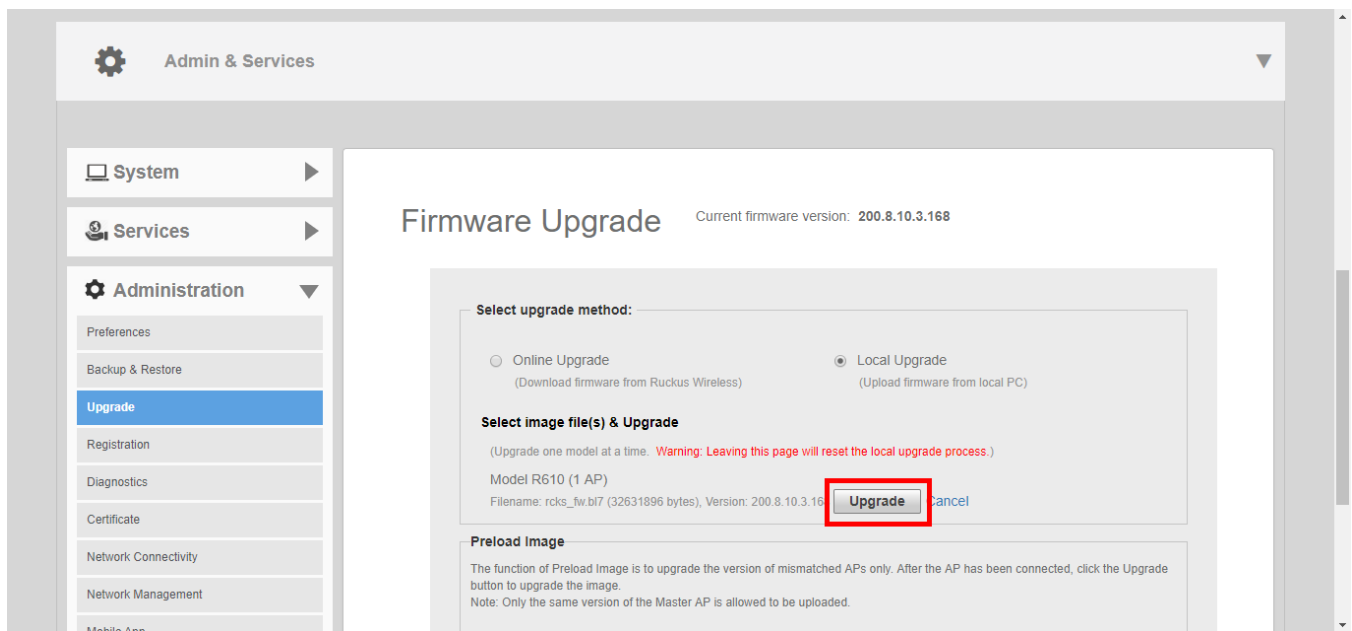 Admin & Services
System
Services
Administration
Preferences
Backup & Restore
Upgrade
Registration
Diagnostics
Certificate
Network Connectivity
Network Management
Mobile App
Firmware Upgrade Current firmware version: 200.8.10.3.168
Select upgrade method:
Online Upgrade Local Upgrade
(Download firmware from Ruckus Wireless) (Upload firmware from local PC)
Select image file(s) & Upgrade
(Upgrade one model at a time. Warning: Leaving this page will reset the local upgrade process.)
Model R610 (1 AP)
Filename: rcks_fw.bl7 (32631896 bytes), Version: 200.8.10.3.16 Upgrade Cancel
Preload Image
The function of Preload Image is to upgrade the version of mismatched APs only. After the AP has been connected, click the Upgrade
button to upgrade the image.
Note: Only the same version of the Master AP is allowed to be uploaded.